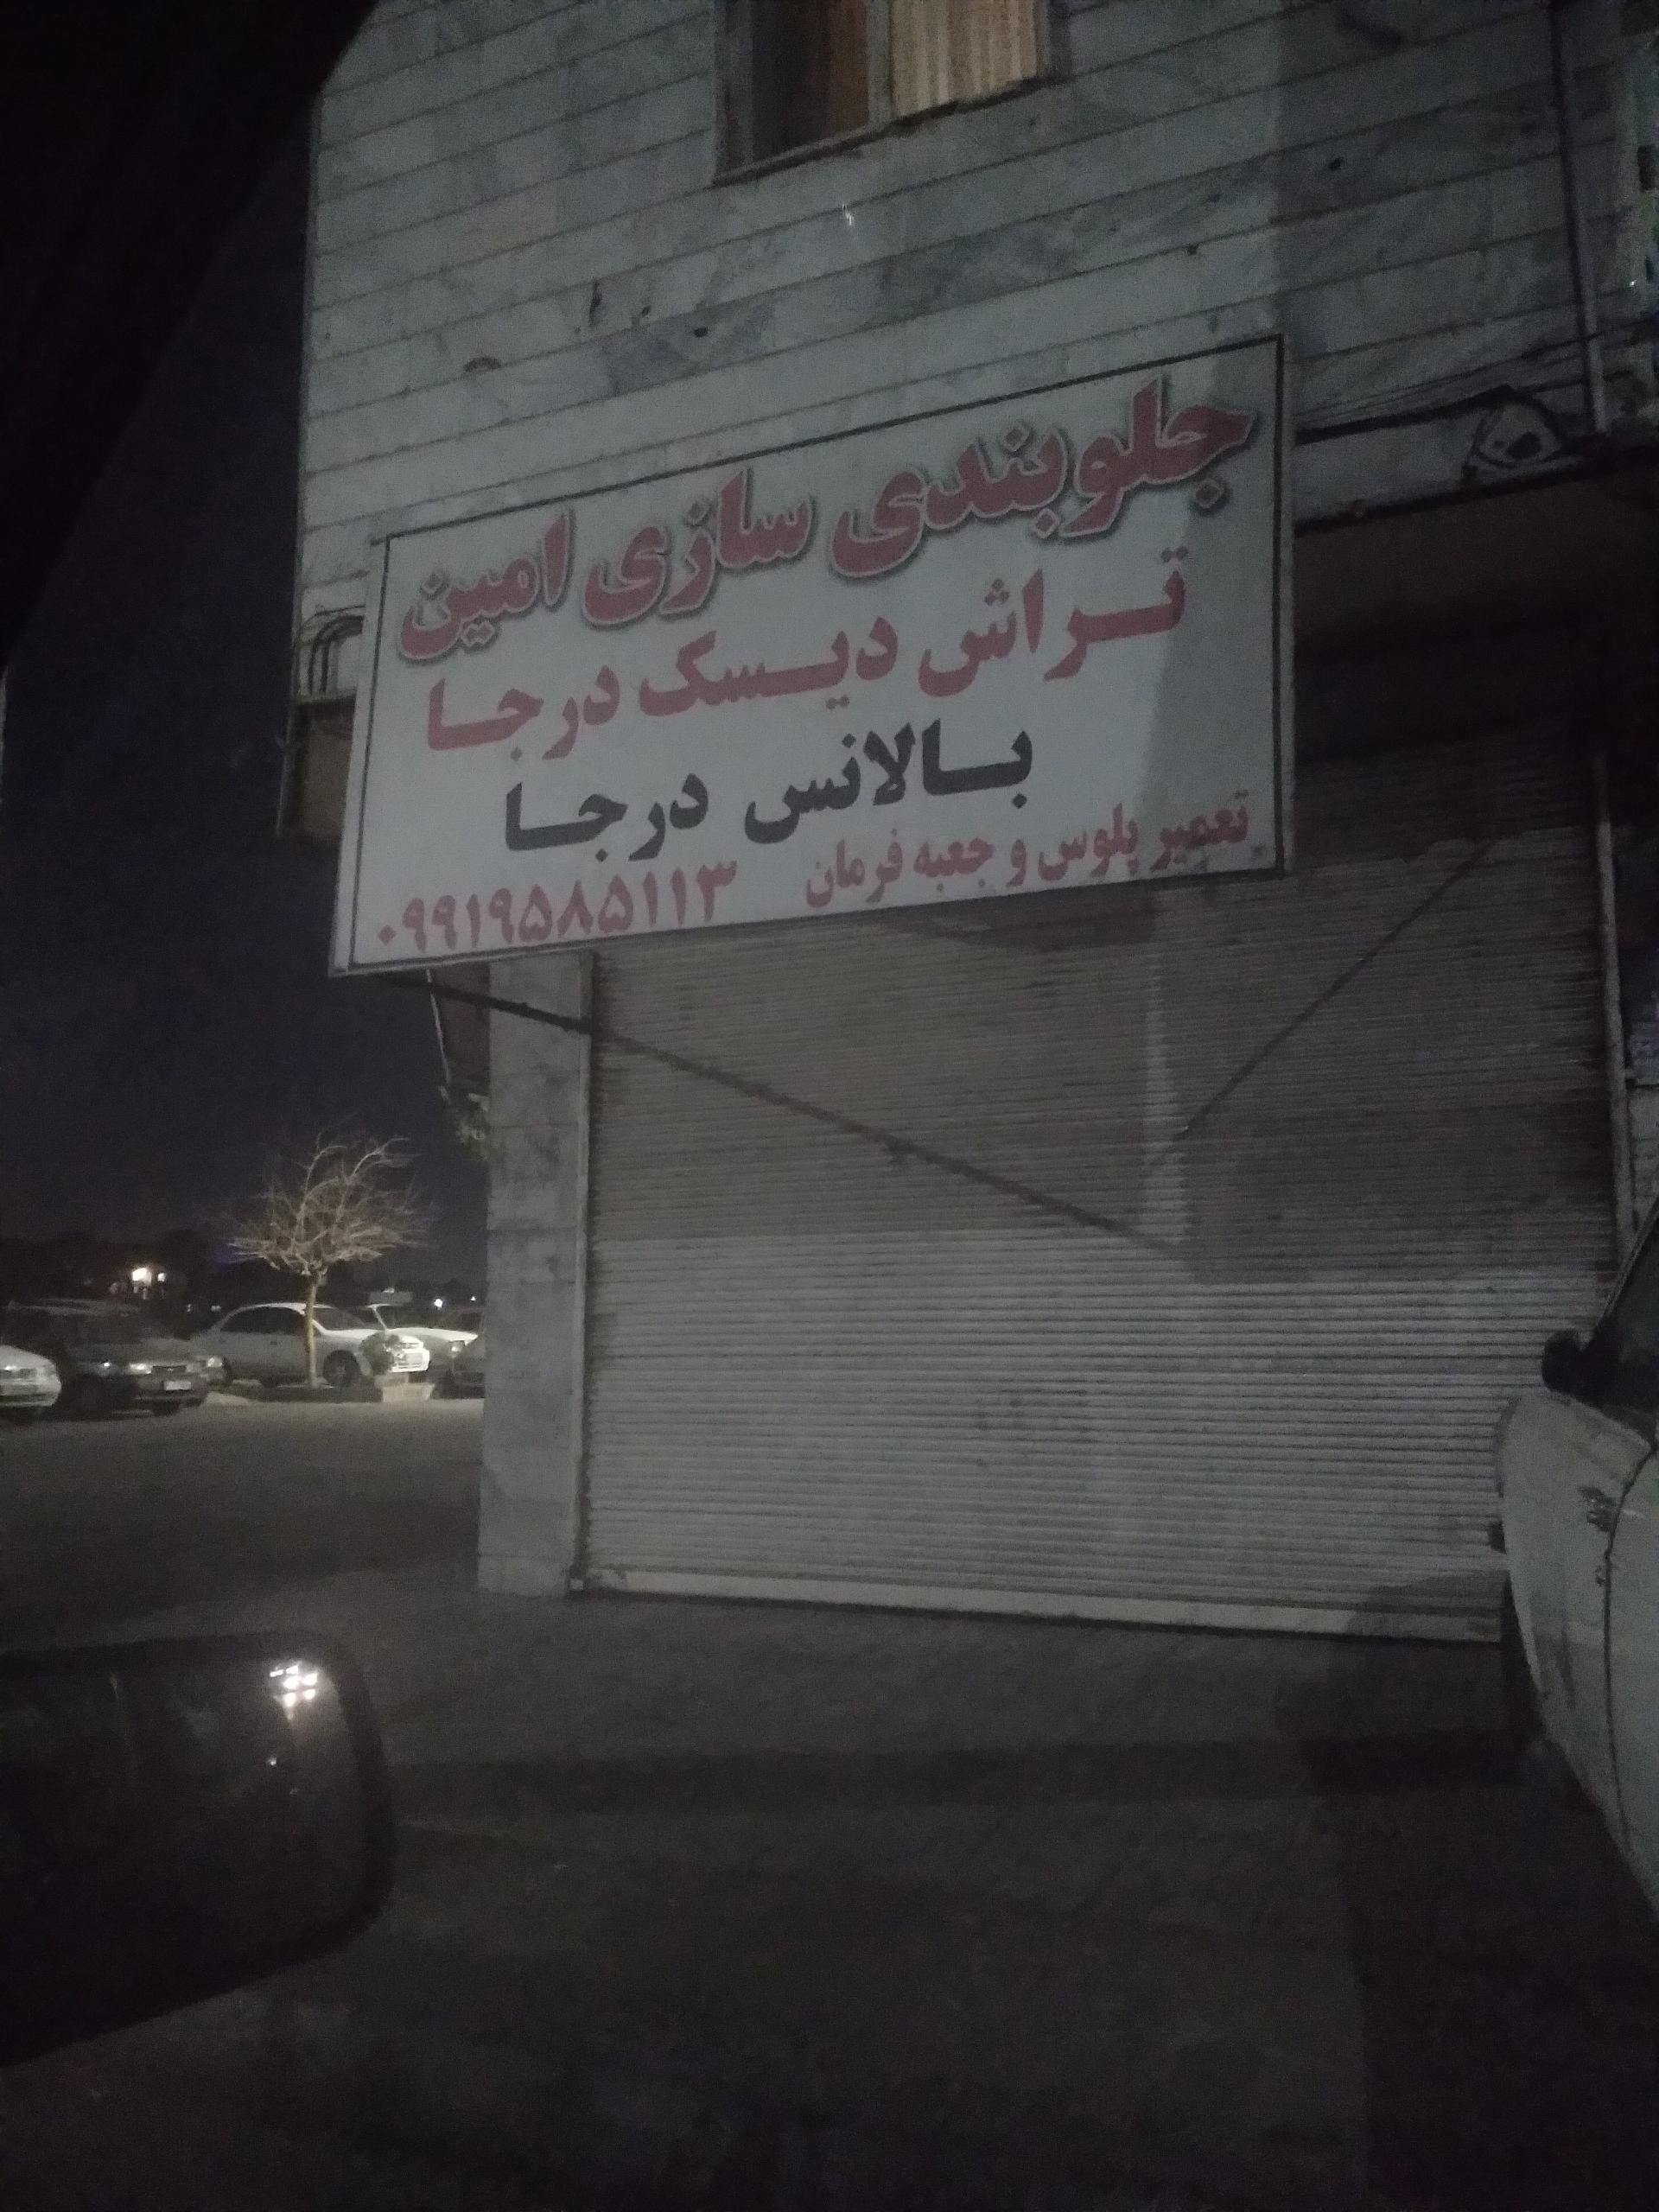 جلوبندی سازی امین
تراش دیسک درجا
بالانس درجا
تعمیر پلوس و جعبه فرمان ۰۹۹۱۹۵۸۵۱۱۳